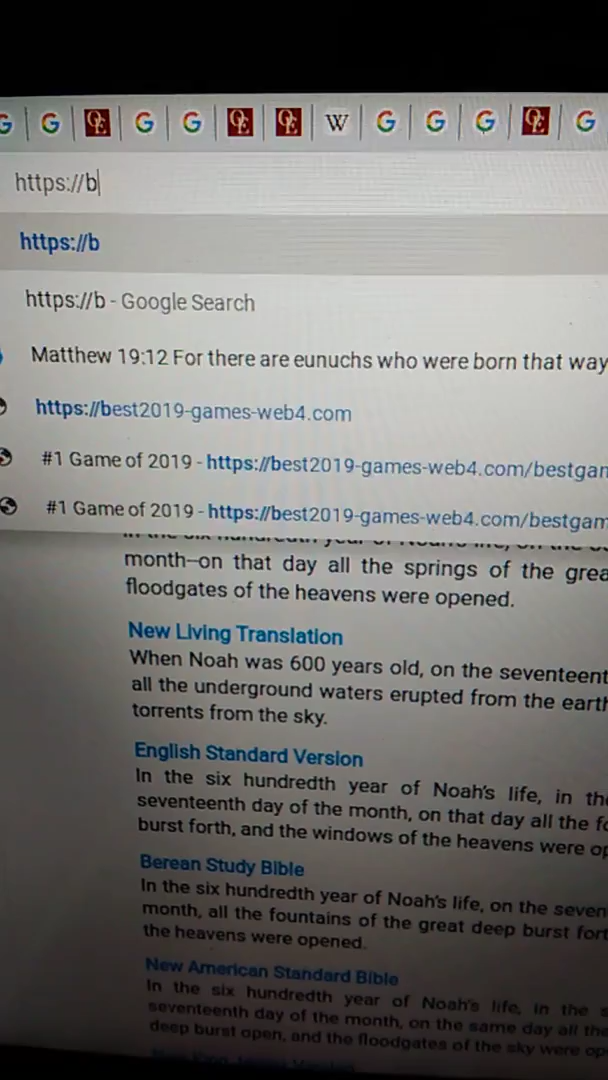 G G OE G G OE OE W G G G OE G
https://b
https://b
https://b - Google Search
Matthew 19:12 For there are eunuchs who were born that way
https://best2019-games-web4.com
#1 Game of 2019 - https://best2019-games-web4.com/bestgam
#1 Game of 2019 - https://best2019-games-web4.com/bestgam
month–on that day all the springs of the grea
floodgates of the heavens were opened.
New Living Translation
When Noah was 600 years old, on the seventeent
all the underground waters erupted from the earth
torrents from the sky.
English Standard Version
In the six hundredth year of Noah's life, in the
seventeenth day of the month, on that day all the fo
burst forth, and the windows of the heavens were op
Berean Study Bible
In the six hundredth year of Noah's life, on the seven
month, all the fountains of the great deep burst fort
the heavens were opened.
New American Standard Bible
In the six hundredth year of Noah's life, in the s
seventeenth day of the month, on the same day all the
deep burst open, and the floodgates of the sky were op